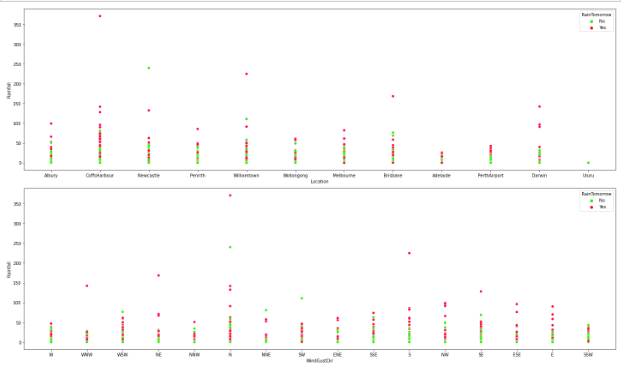 RainTomorrow
No
Yes
Rainfall
350
300
250
200
150
100
50
0
Albury
CoffsHarbour
Newcastle
Penrith
Williamtown
Wollongong
Melbourne
Brisbane
Adelaide
PerthAirport
Darwin
Uluru
Location
RainTomorrow
No
Yes
Rainfall
350
300
250
200
150
100
50
0
W
WNW
WSW
NE
NNW
N
NNE
SW
ENE
SSE
S
NW
SE
ESE
E
SSW
WindGustDir